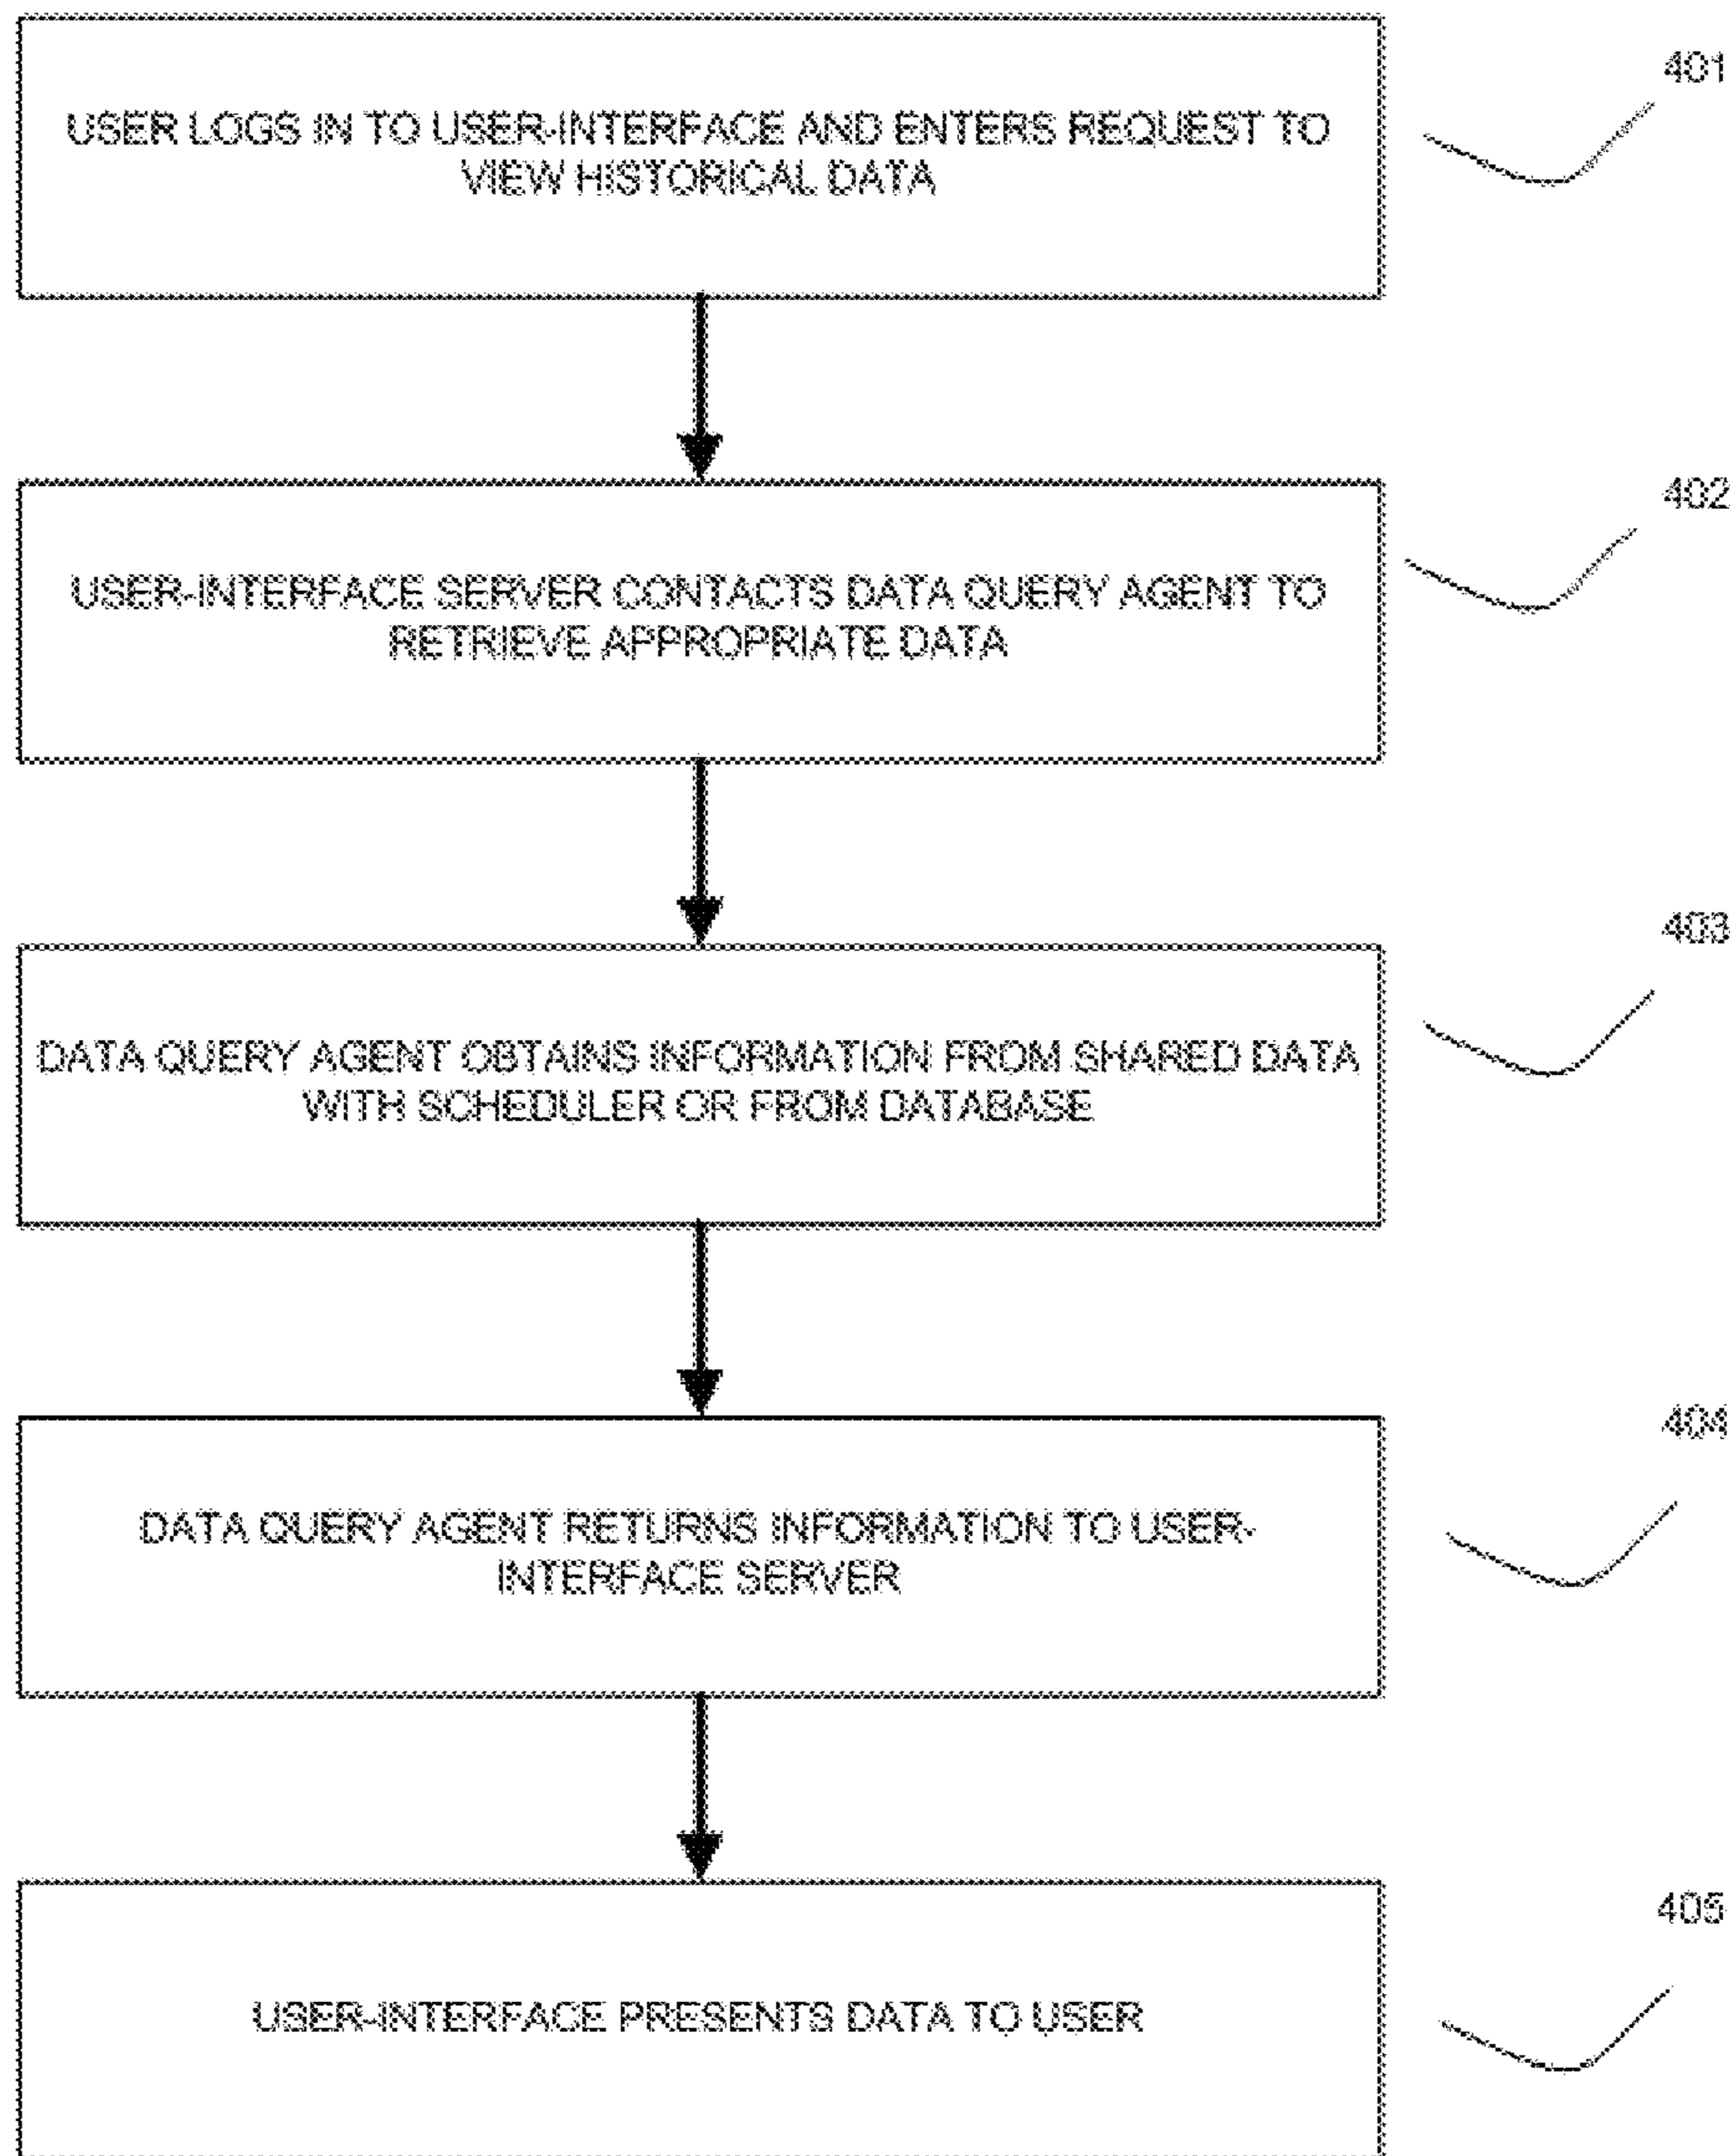 401
USER LOGS IN TO USER-INTERFACE AND ENTERS REQUEST TO
VIEW HISTORICAL DATA
402
USER-INTERFACE SERVER CONTACTS DATA QUERY AGENT TO
RETRIEVE APPROPRIATE DATA
403
DATA QUERY AGENT OBTAINS INFORMATION FROM SHARED DATA
WITH SCHEDULER OR FROM DATABASE
404
DATA QUERY AGENT RETURNS INFORMATION TO USER-
INTERFACE SERVER
405
USER-INTERFACE PRESENTS DATA TO USER